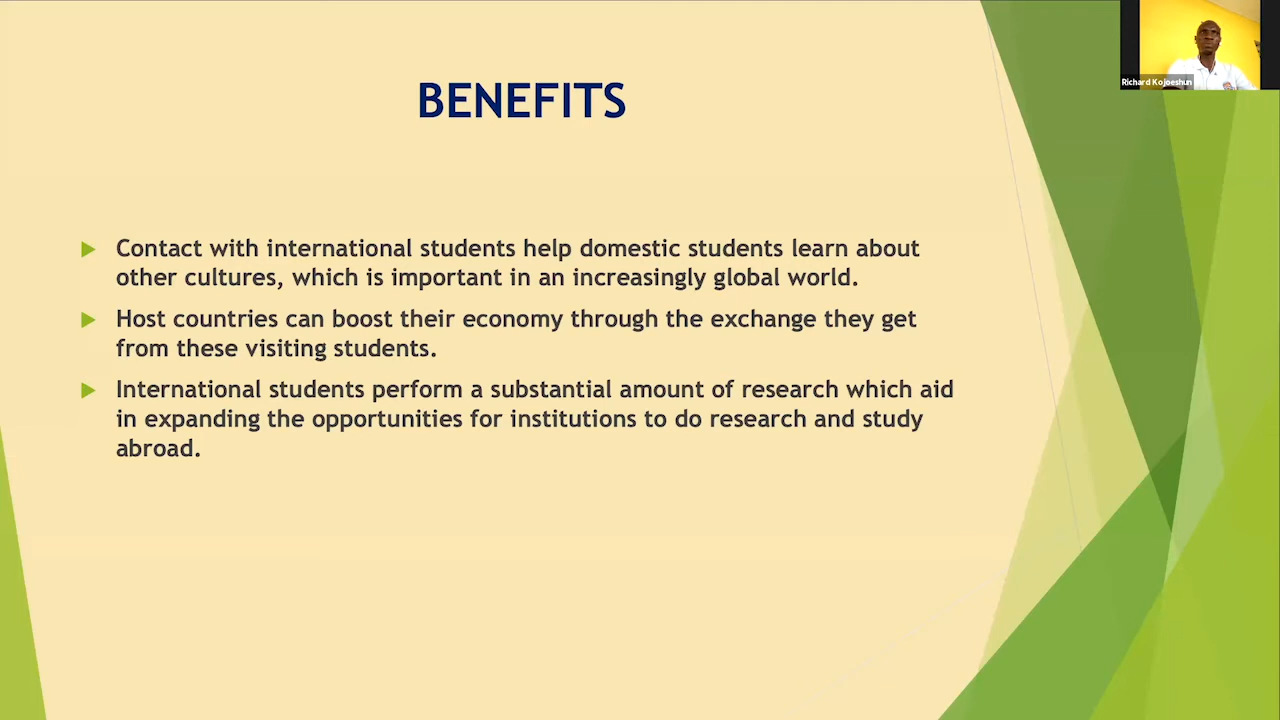 BENEFITS
Contact with international students help domestic students learn about
other cultures, which is important in an increasingly global world.
Host countries can boost their economy through the exchange they get
from these visiting students.
International students perform a substantial amount of research which aid
in expanding the opportunities for institutions to do research and study
abroad.
Richard Kojoeshun